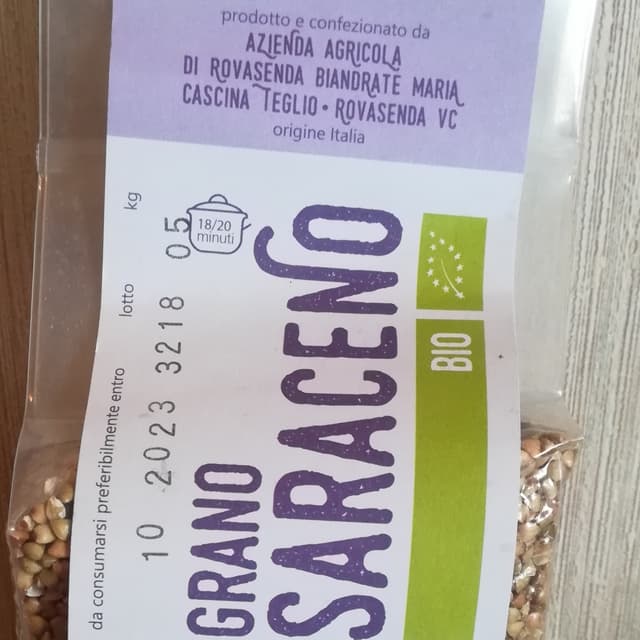 prodotto e confezionato da
AZIENDA AGRICOLA
DI ROVASENDA BIANDRATE MARIA
CASCINA TEGLIO • ROVASENDA VC
origine Italia
da consumarsi preferibilmente entro
lotto
kg
10 2023 3218 05
18/20
minuti
GRANO
SARACENO
BIO